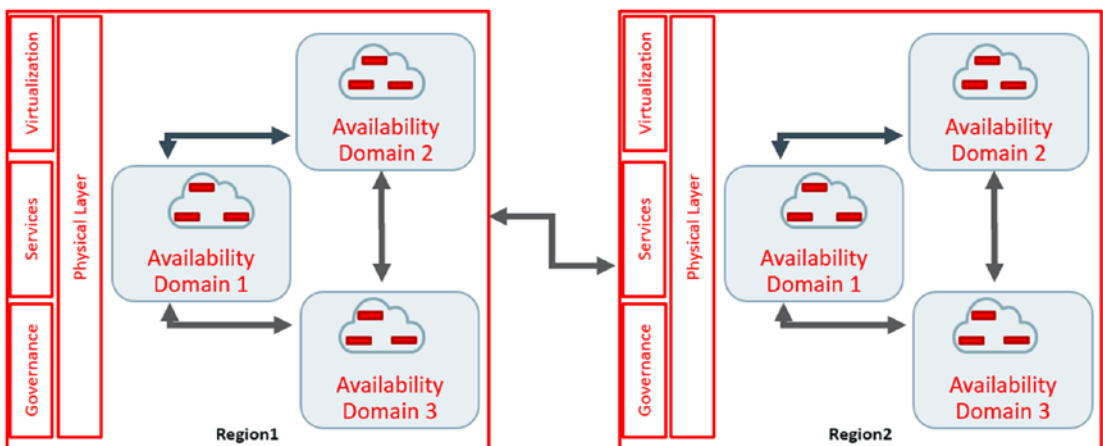 Virtualization
Services
Governance
Physical Layer
Availability
Domain 2
Availability
Domain 1
Availability
Domain 3
Region1
Virtualization
Services
Governance
Physical Layer
Availability
Domain 2
Availability
Domain 1
Availability
Domain 3
Region2